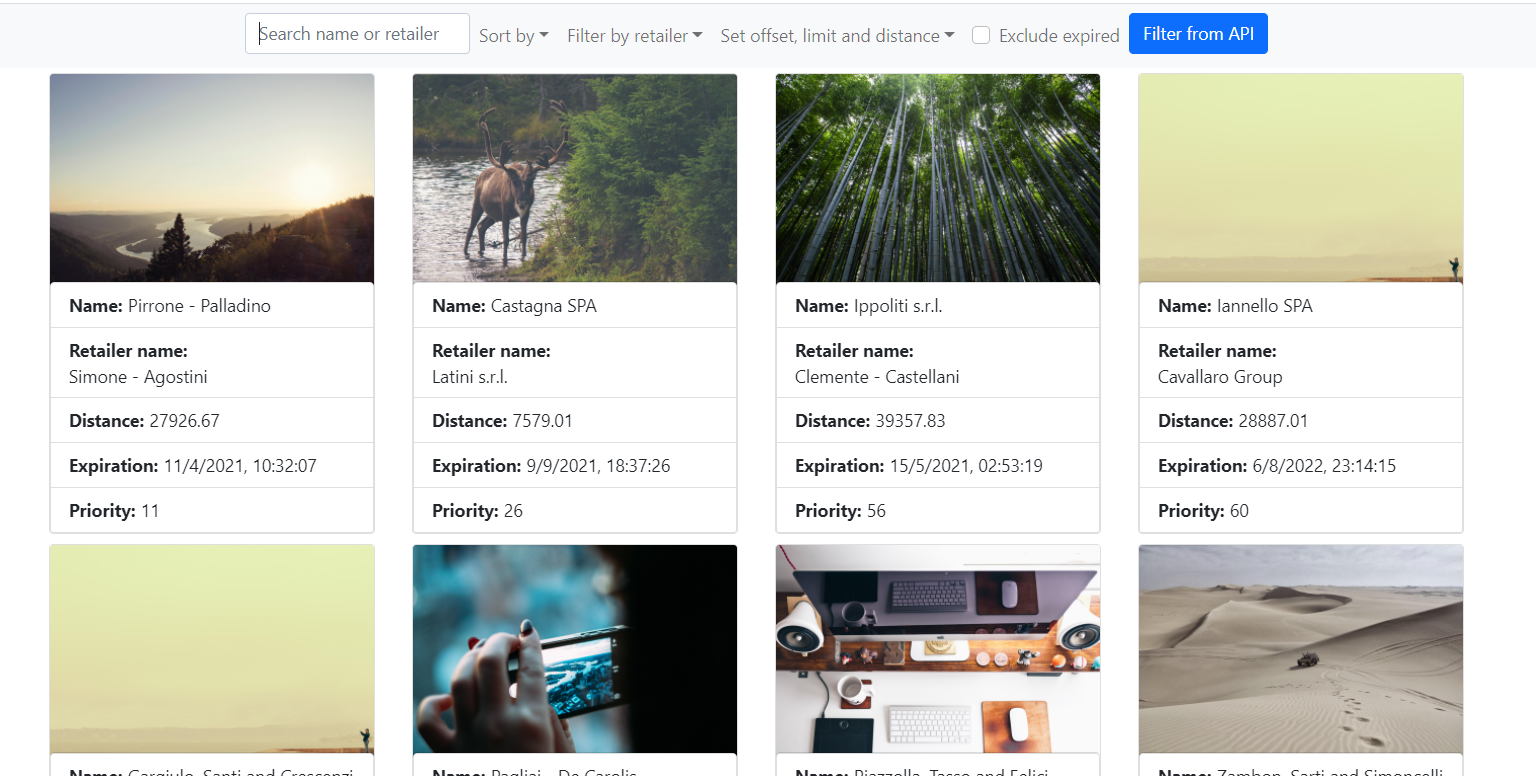 Search name or retailer
Sort by
Filter by retailer
Set offset, limit and distance
Exclude expired
Filter from API
Name: Pirrone - Palladino
Retailer name:
Simone - Agostini
Distance: 27926.67
Expiration: 11/4/2021, 10:32:07
Priority: 11
Name: Castagna SPA
Retailer name:
Latini s.r.l.
Distance: 7579.01
Expiration: 9/9/2021, 18:37:26
Priority: 26
Name: Ippoliti s.r.l.
Retailer name:
Clemente - Castellani
Distance: 39357.83
Expiration: 15/5/2021, 02:53:19
Priority: 56
Name: Iannello SPA
Retailer name:
Cavallaro Group
Distance: 28887.01
Expiration: 6/8/2022, 23:14:15
Priority: 60
Name: Gargiulo, Santi and Crescenzi
Name: Pagliai - De Carolis
Name: Piazzolla, Tasso and Felici
Name: Zambon, Sarti and Simoncelli